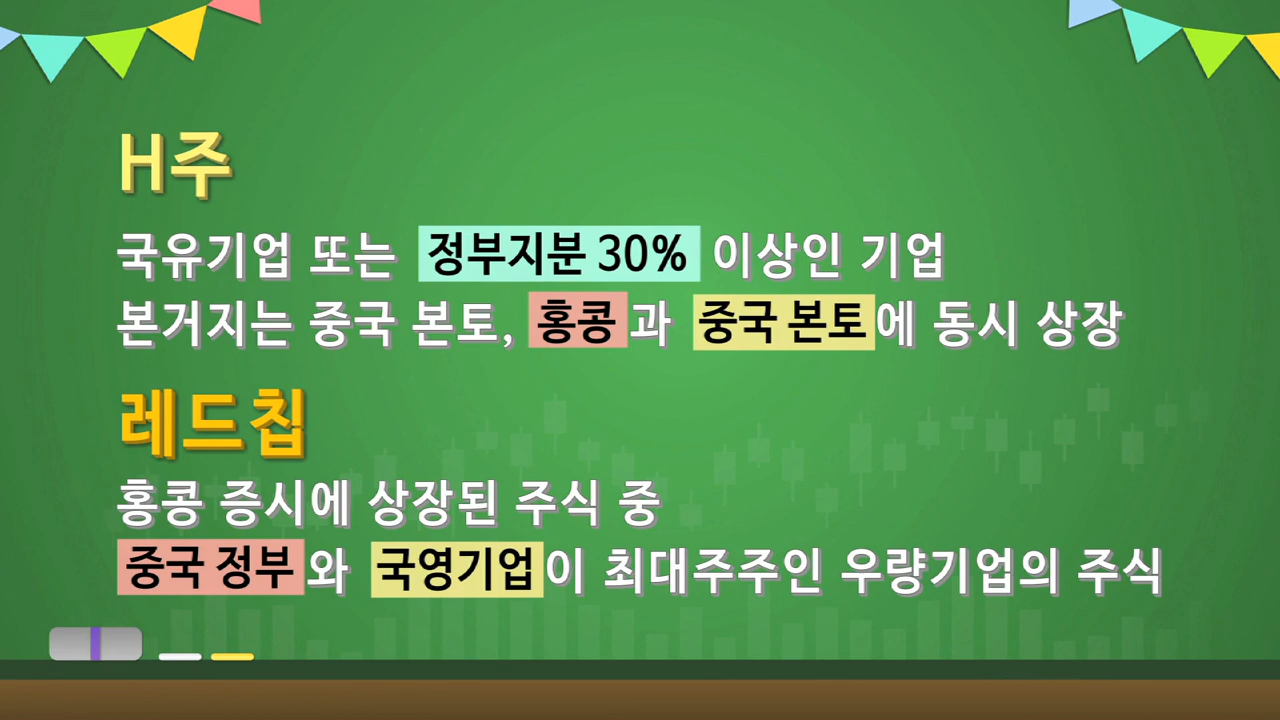 H주
국유기업 또는 정부지분 30% 이상인 기업
본거지는 중국 본토, 홍콩과 중국 본토에 동시 상장
레드칩
홍콩 증시에 상장된 주식 중
중국 정부와 국영기업이 최대주주인 우량기업의 주식